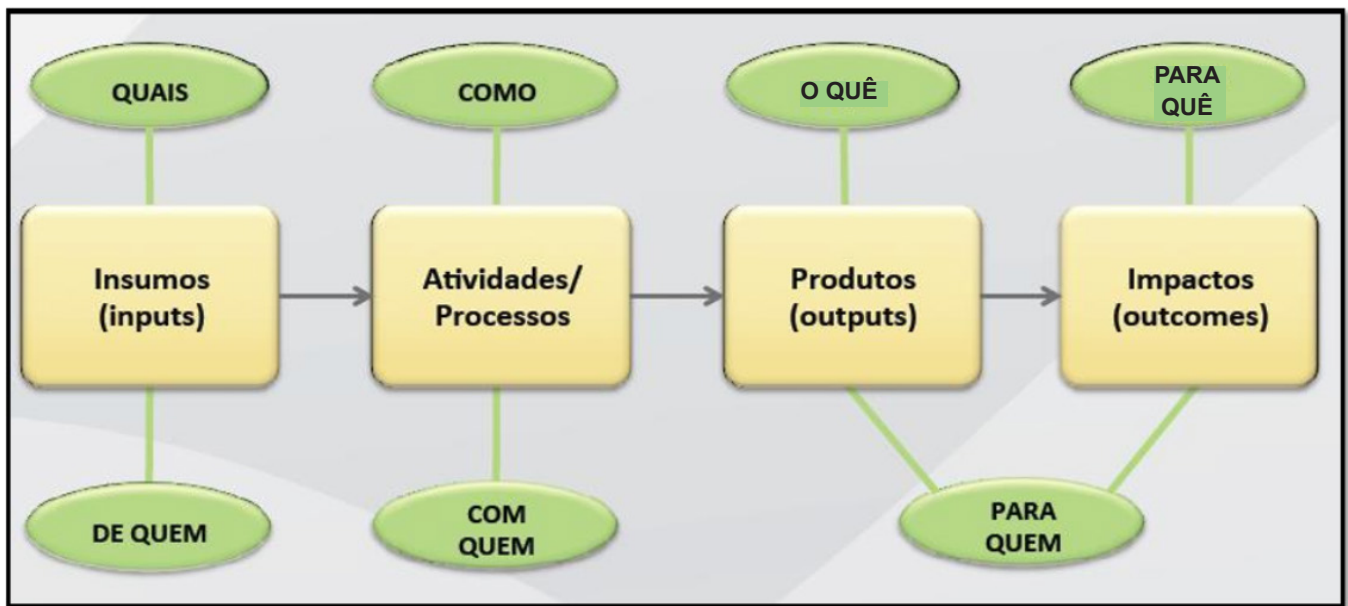 QUAIS
COMO
O QUÊ
PARA
QUÊ
Insumos
(inputs)
Atividades/
Processos
Produtos
(outputs)
Impactos
(outcomes)
DE QUEM
COM
QUEM
PARA
QUEM